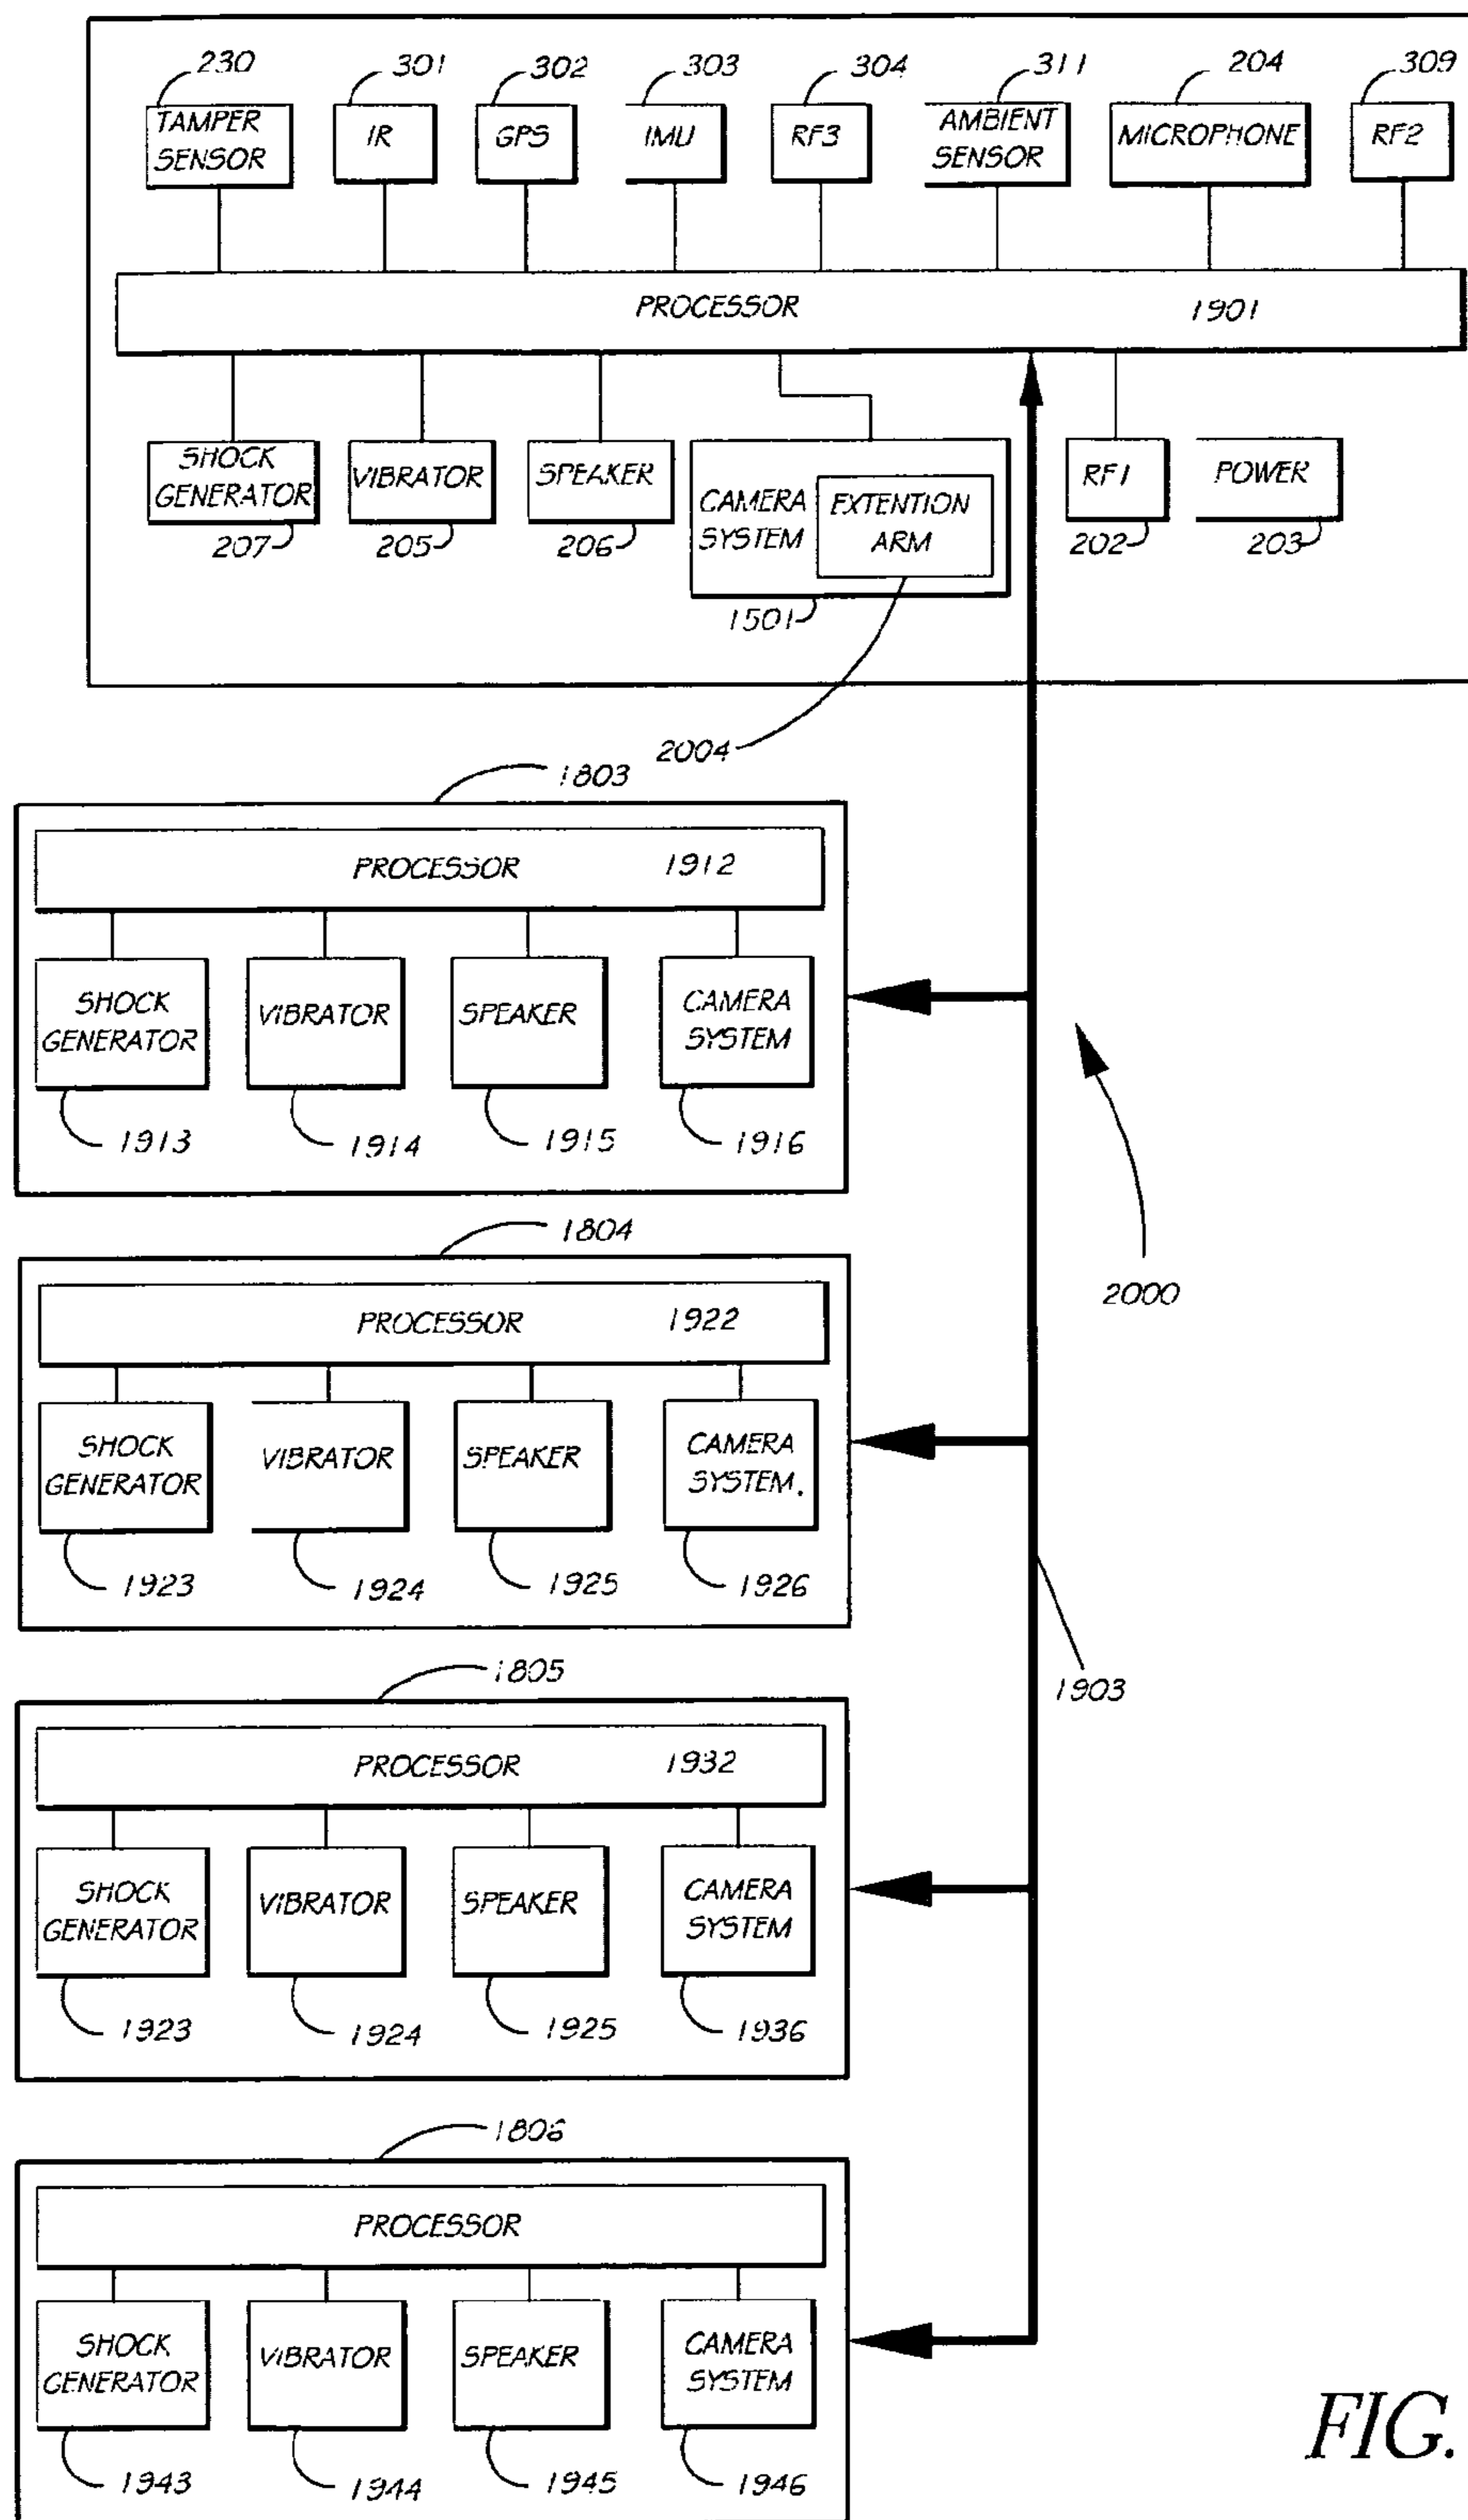 230 301 302 303 304 311 204 309
TAMPER
SENSOR
IR
GPS
IMU
RF3
AMBIENT
SENSOR
MICROPHONE
RF2
PROCESSOR 1901
SHOCK
GENERATOR
VIBRATOR
SPEAKER
CAMERA
SYSTEM
EXTENTION
ARM
RF1
POWER
207 205 206 1501 202 203
2004
1803
PROCESSOR 1912
SHOCK
GENERATOR
VIBRATOR
SPEAKER
CAMERA
SYSTEM
1913 1914 1915 1916
2000
1804
PROCESSOR 1922
SHOCK
GENERATOR
VIBRATOR
SPEAKER
CAMERA
SYSTEM.
1923 1924 1925 1926
1903
1805
PROCESSOR 1932
SHOCK
GENERATOR
VIBRATOR
SPEAKER
CAMERA
SYSTEM
1923 1924 1925 1936
1806
PROCESSOR
SHOCK
GENERATOR
VIBRATOR
SPEAKER
CAMERA
SYSTEM
1943 1944 1945 1946
FIG.